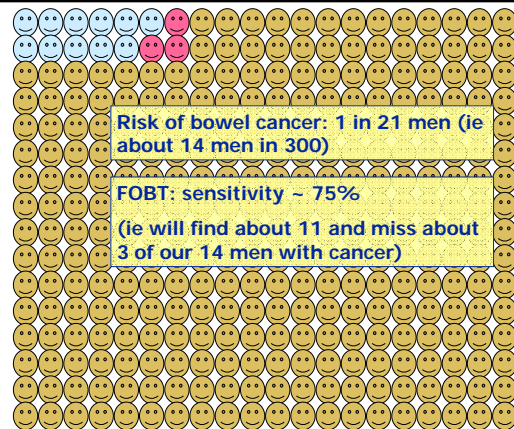 Risk of bowel cancer: 1 in 21 men (ie
about 14 men in 300)
FOBT: sensitivity ~ 75%
(ie will find about 11 and miss about
3 of our 14 men with cancer)